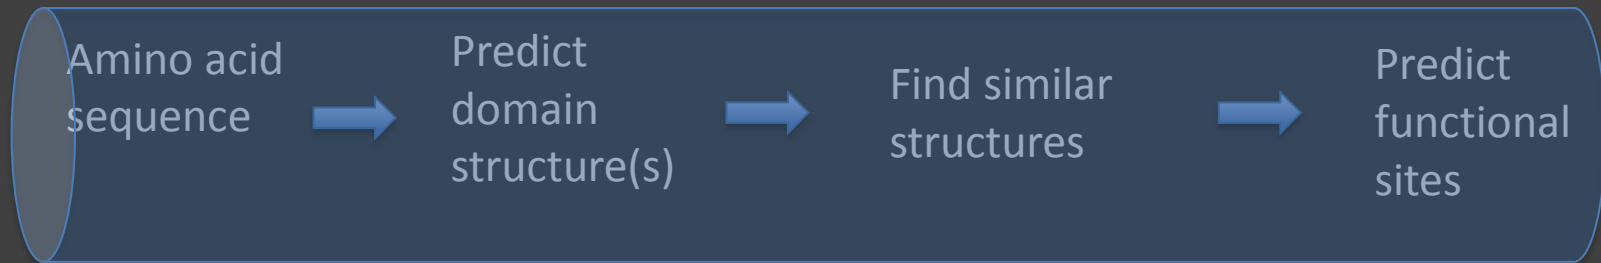 Amino acid
sequence
Predict
domain
structure(s)
Find similar
structures
Predict
functional
sites